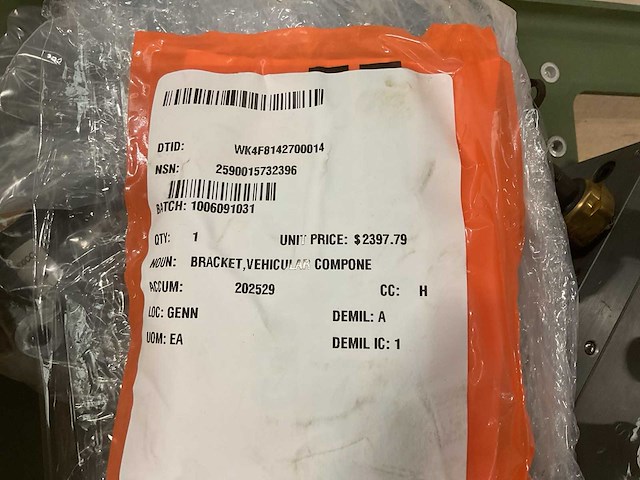 DTID: WK4F8142700014
NSN: 2590015732396
BATCH: 1006091031
QTY: 1 UNIT PRICE: $2397.79
NOUN: BRACKET,VEHICULAR COMPONE
ACCUM: 202529 CC: H
LOC: GENN DEMIL: A
UOM: EA DEMIL IC: 1